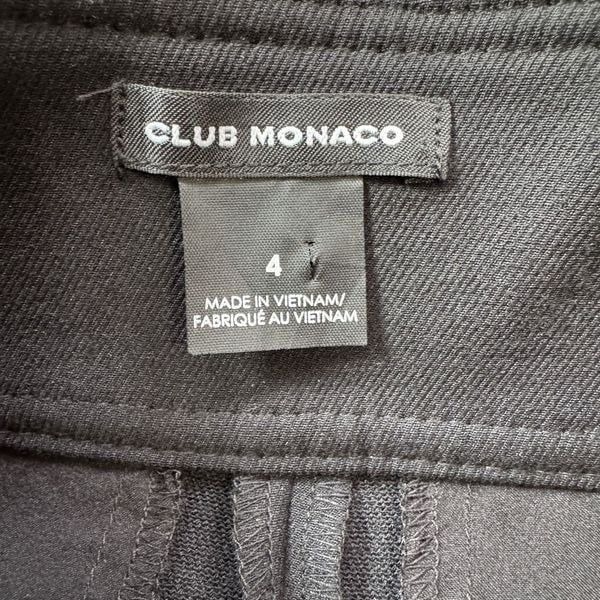 CLUB MONACO
4
MADE IN VIETNAM/
FABRIQUÉ AU VIETNAM